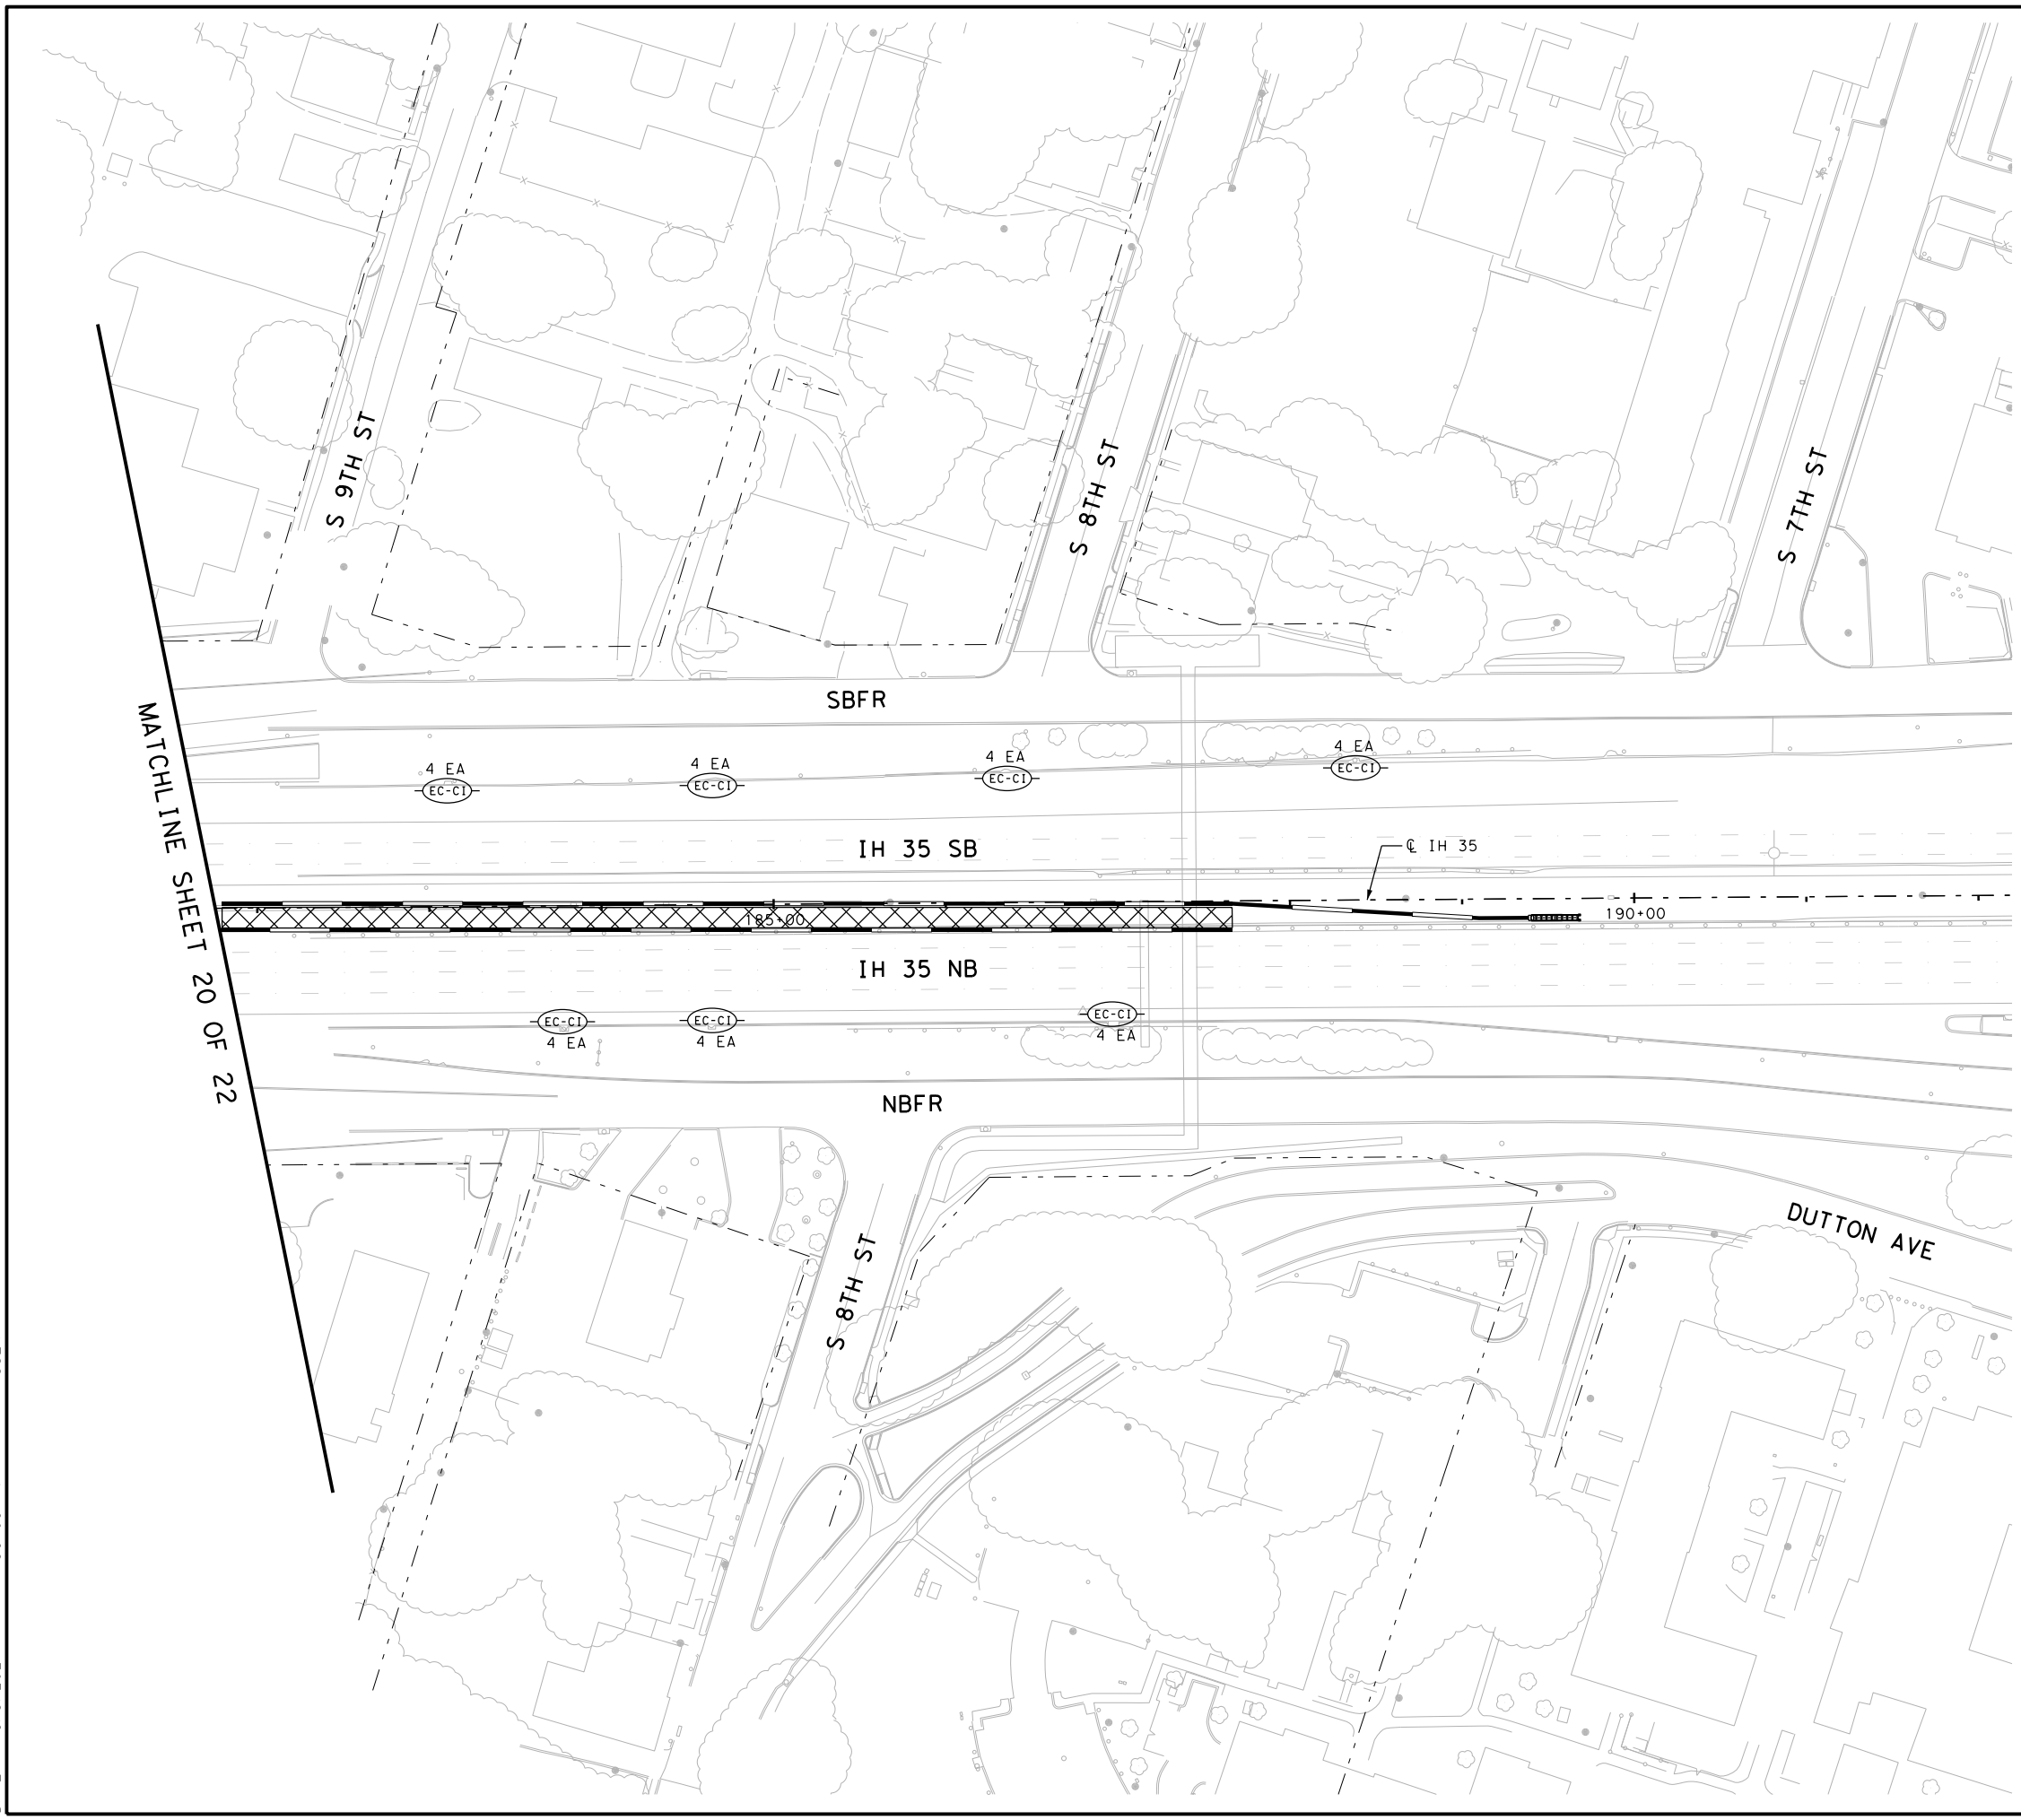 S 9TH ST
S 8TH ST
S 7TH ST
SBFR
4 EA
EC-CI
4 EA
EC-CI
4 EA
EC-CI
4 EA
EC-CI
MATCHLINE SHEET 20 OF 22
IH 35 SB
℄ IH 35
185+00
190+00
IH 35 NB
EC-CI
4 EA
EC-CI
4 EA
EC-CI
4 EA
NBFR
S 8TH ST
DUTTON AVE